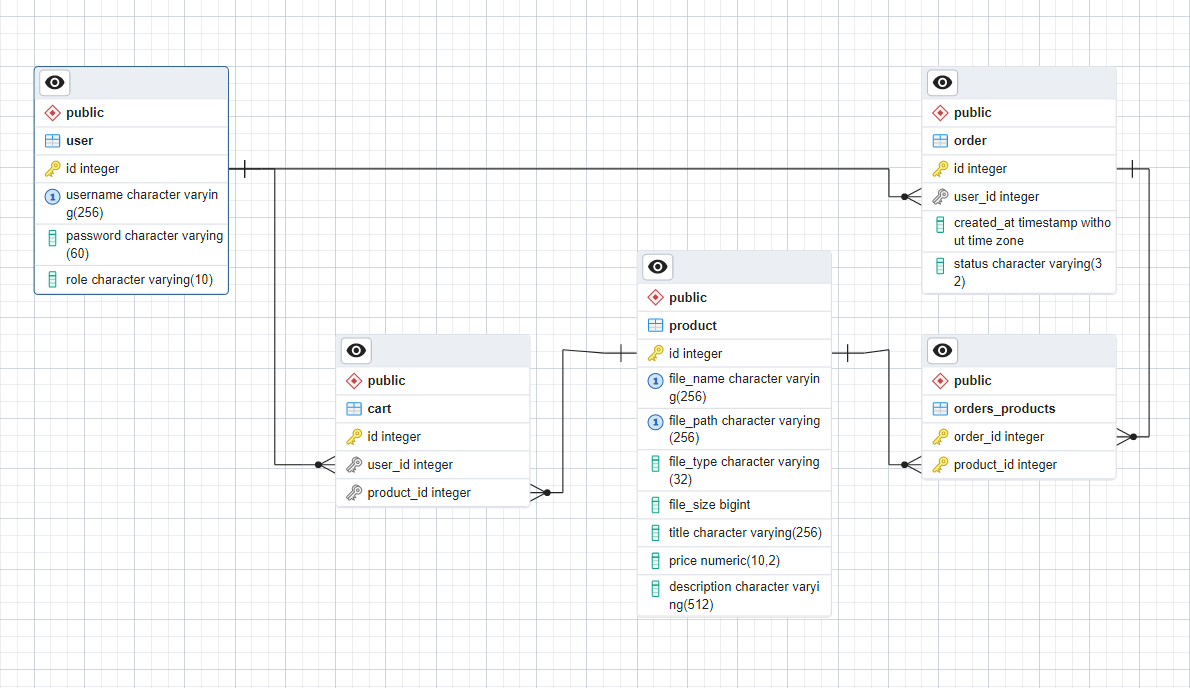 public
user
id integer
username character varyin
g(256)
password character varying
(60)
role character varying(10)
public
cart
id integer
user_id integer
product_id integer
public
product
id integer
1
file_name character varyin
g(256)
1
file_path character varying
(256)
file_type character varying
(32)
file_size bigint
title character varying(256)
price numeric(10,2)
description character varyi
ng(512)
public
order
id integer
user_id integer
created_at timestamp witho
ut time zone
status character varying(3
2)
public
orders_products
order_id integer
product_id integer